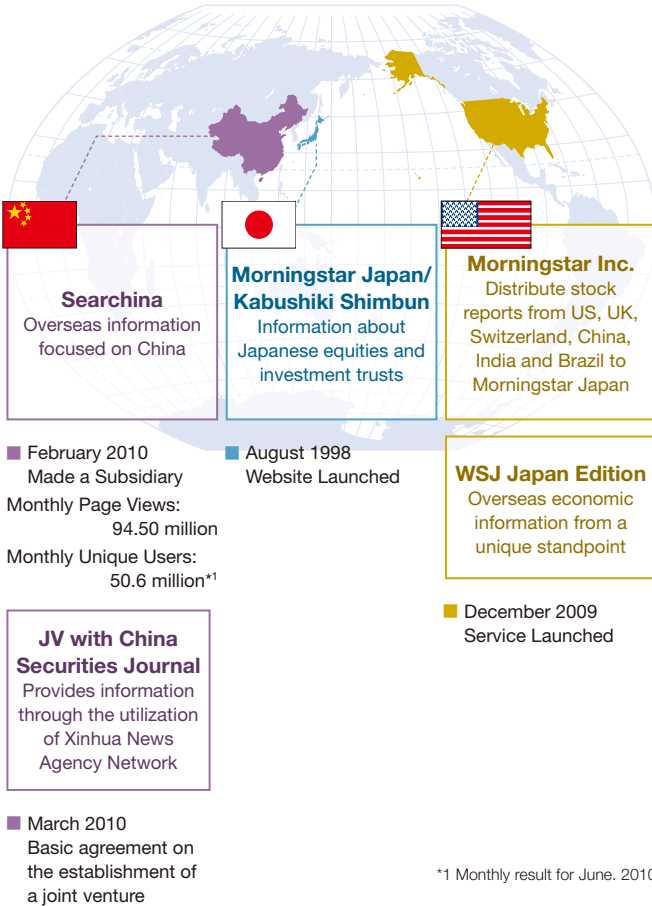 Searchina
Overseas information
focused on China
February 2010
Made a Subsidiary
Monthly Page Views:
94.50 million
Monthly Unique Users:
50.6 million*1
JV with China
Securities Journal
Provides information
through the utilization
of Xinhua News
Agency Network
March 2010
Basic agreement on
the establishment of
a joint venture
Morningstar Japan/
Kabushiki Shimbun
Information about
Japanese equities and
investment trusts
August 1998
Website Launched
Morningstar Inc.
Distribute stock
reports from US, UK,
Switzerland, China,
India and Brazil to
Morningstar Japan
WSJ Japan Edition
Overseas economic
information from a
unique standpoint
December 2009
Service Launched
*1 Monthly result for June. 2010